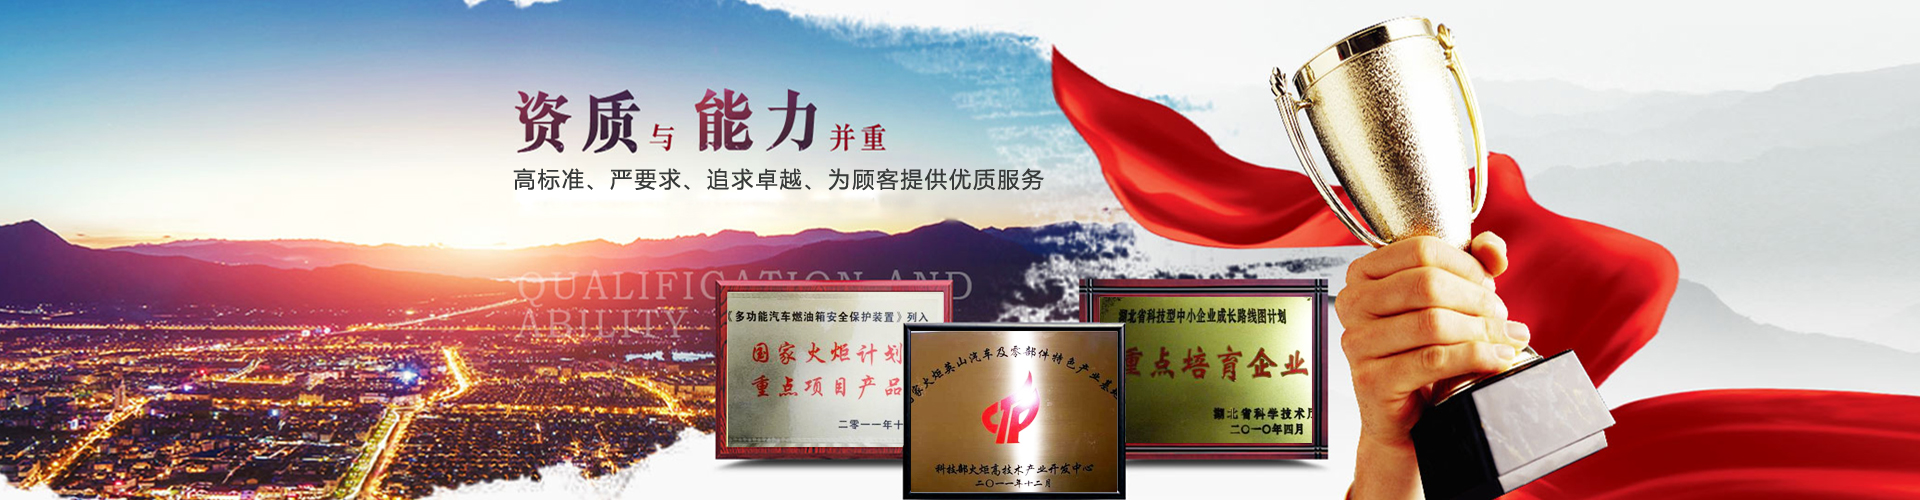 资质与能力并重
高标准、严要求、追求卓越、为顾客提供优质服务
QUALIFICATION AND
ABILITY
《多功能汽车燃油箱安全保护装置》列入
国家火炬计划
重点项目产品
二零一一年十
国家火炬英山汽车及零部件特色产业基地
科技部火炬高技术产业开发中心
二〇一一年十二月
湖北省科技型中小企业成长路线图计划
重点培育企业
湖北省科学技术厅
二〇一〇年四月